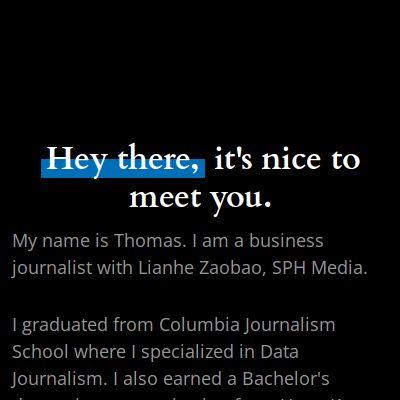 Hey there, it's nice to
meet you.
My name is Thomas. I am a business
journalist with Lianhe Zaobao, SPH Media.
I graduated from Columbia Journalism
School where I specialized in Data
Journalism. I also earned a Bachelor's